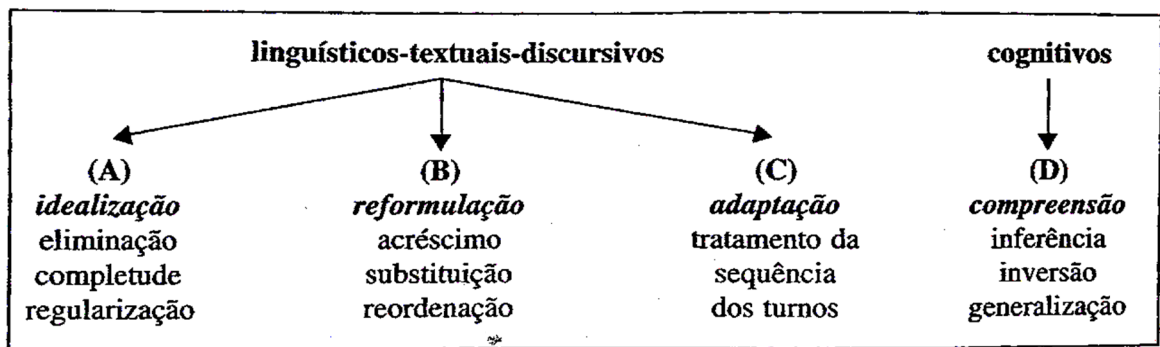 linguísticos-textuais-discursivos cognitivos
(A) (B) (C) (D)
idealização reformulação adaptação compreensão
eliminação acréscimo tratamento da inferência
completude substituição sequência inversão
regularização reordenação dos turnos generalização